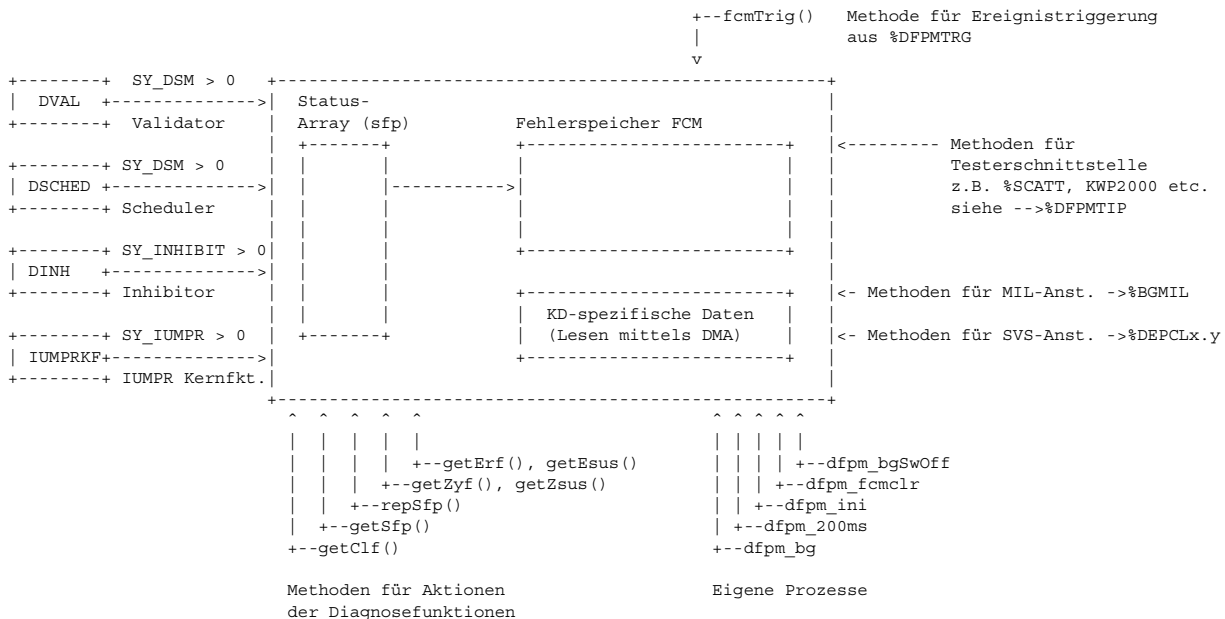 +--fcmTrig()   Methode für Ereignistriggerung
|              aus %DFPMTRG
v
+--------+  SY_DSM > 0   +-----------------------------------------------------+
|  DVAL  +-------------->|  Status-                                            |
+--------+  Validator    |  Array (sfp)          Fehlerspeicher FCM            |
|  +-------+            +-------------------------+    |<--------- Methoden für
+--------+ SY_DSM > 0    |  |       |            |                         |    |           Testerschnittstelle
| DSCHED +-------------->|  |       |----------->|                         |    |           z.B. %SCATT, KWP2000 etc.
+--------+ Scheduler     |  |       |            |                         |    |           siehe -->%DFPMTIP
|  |       |            |                         |    |
+--------+ SY_INHIBIT > 0|  |       |            +-------------------------+    |
| DINH   +-------------->|  |       |                                           |
+--------+ Inhibitor     |  |       |            +-------------------------+    |<- Methoden für MIL-Anst. ->%BGMIL
|  |       |            |  KD-spezifische Daten   |    |
+--------+ SY_IUMPR > 0  |  +-------+            |  (Lesen mittels DMA)    |    |<- Methoden für SVS-Anst. ->%DEPCLx.y
| IUMPRKF+-------------->|                       +-------------------------+    |
+--------+ IUMPR Kernfkt.|                                                      |
+-----------------------------------------------------+
^  ^  ^  ^  ^                            ^ ^ ^ ^ ^
|  |  |  |  |                            | | | | |
|  |  |  |  +--getErf(), getEsus()       | | | | +--dfpm_bgSwOff
|  |  |  +--getZyf(), getZsus()          | | | +--dfpm_fcmclr
|  |  +--repSfp()                        | | +--dfpm_ini
|  +--getSfp()                           | +--dfpm_200ms
+--getClf()                              +--dfpm_bg
Methoden für Aktionen                    Eigene Prozesse
der Diagnosefunktionen